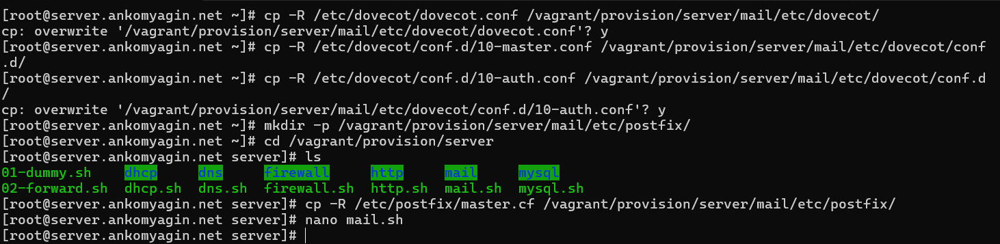 [root@server.ankomyagin.net ~]# cp -R /etc/dovecot/dovecot.conf /vagrant/provision/server/mail/etc/dovecot/
cp: overwrite '/vagrant/provision/server/mail/etc/dovecot/dovecot.conf'? y
[root@server.ankomyagin.net ~]# cp -R /etc/dovecot/conf.d/10-master.conf /vagrant/provision/server/mail/etc/dovecot/conf
.d/
[root@server.ankomyagin.net ~]# cp -R /etc/dovecot/conf.d/10-auth.conf /vagrant/provision/server/mail/etc/dovecot/conf.d
/
cp: overwrite '/vagrant/provision/server/mail/etc/dovecot/conf.d/10-auth.conf'? y
[root@server.ankomyagin.net ~]# mkdir -p /vagrant/provision/server/mail/etc/postfix/
[root@server.ankomyagin.net ~]# cd /vagrant/provision/server
[root@server.ankomyagin.net server]# ls
01-dummy.sh    dhcp     dns     firewall     http     mail     mysql
02-forward.sh  dhcp.sh  dns.sh  firewall.sh  http.sh  mail.sh  mysql.sh
[root@server.ankomyagin.net server]# cp -R /etc/postfix/master.cf /vagrant/provision/server/mail/etc/postfix/
[root@server.ankomyagin.net server]# nano mail.sh
[root@server.ankomyagin.net server]#